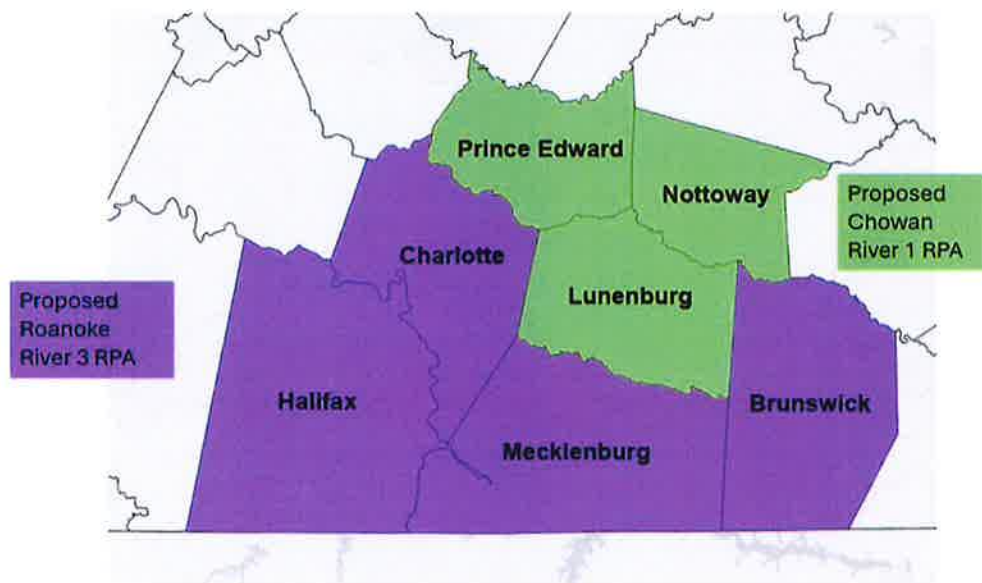 Prince Edward
Nottoway
Proposed
Chowan
River 1 RPA
Charlotte
Lunenburg
Proposed
Roanoke
River 3 RPA
Halifax
Brunswick
Mecklenburg